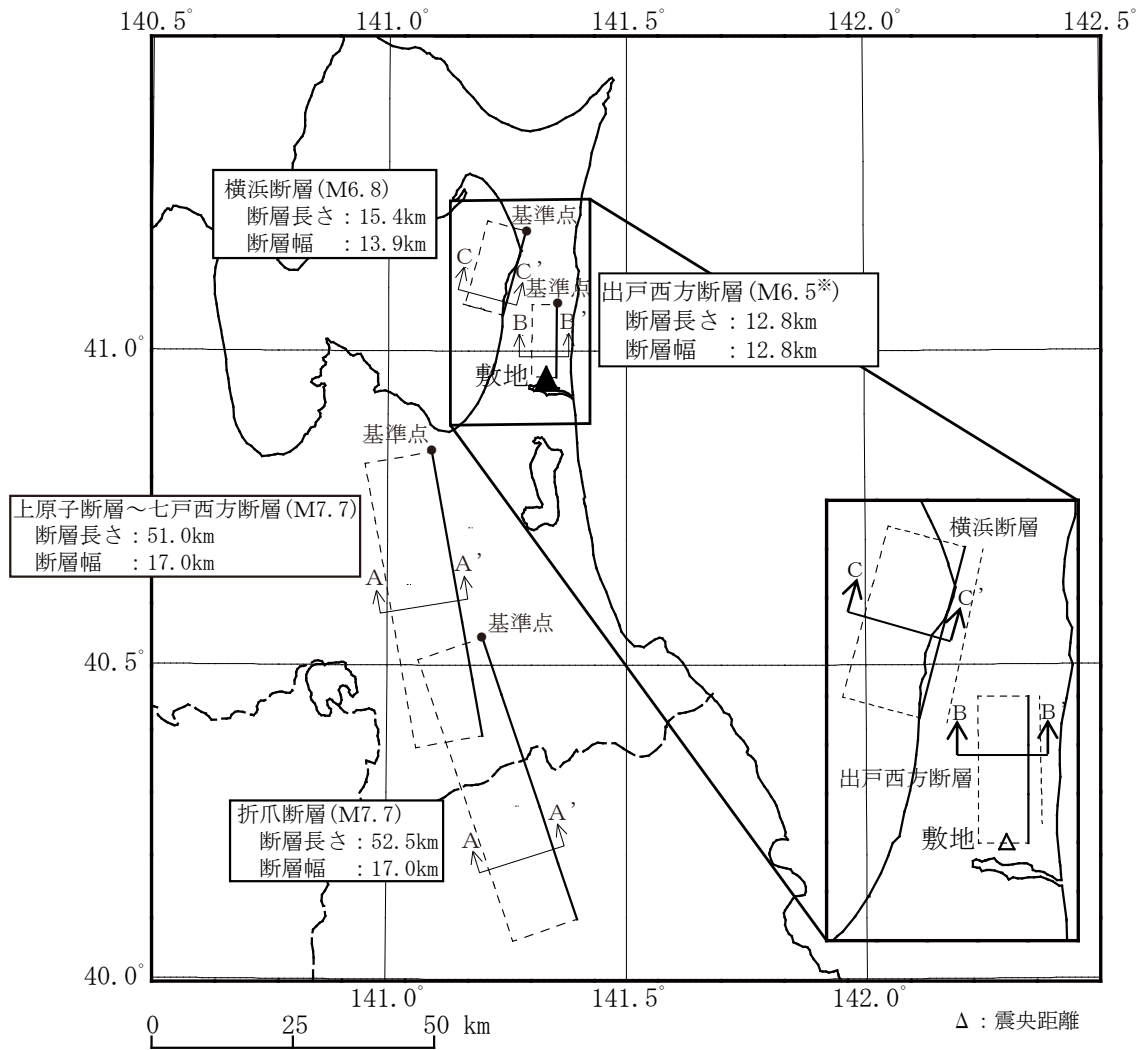 140.5° 141.0° 141.5° 142.0° 142.5°
横浜断層(M6.8)
断層長さ：15.4km
断層幅　：13.9km
基準点
C C'
基準点
出戸西方断層(M6.5※)
断層長さ：12.8km
断層幅　：12.8km
B B'
41.0°
敷地
基準点
上原子断層～七戸西方断層(M7.7)
断層長さ：51.0km
断層幅　：17.0km
A A'
基準点
横浜断層
C C'
40.5°
B B
出戸西方断層
敷地
折爪断層(M7.7)
断層長さ：52.5km
断層幅　：17.0km
A A'
40.0°
141.0° 141.5° 142.0°
0 25 50 km
Δ：震央距離